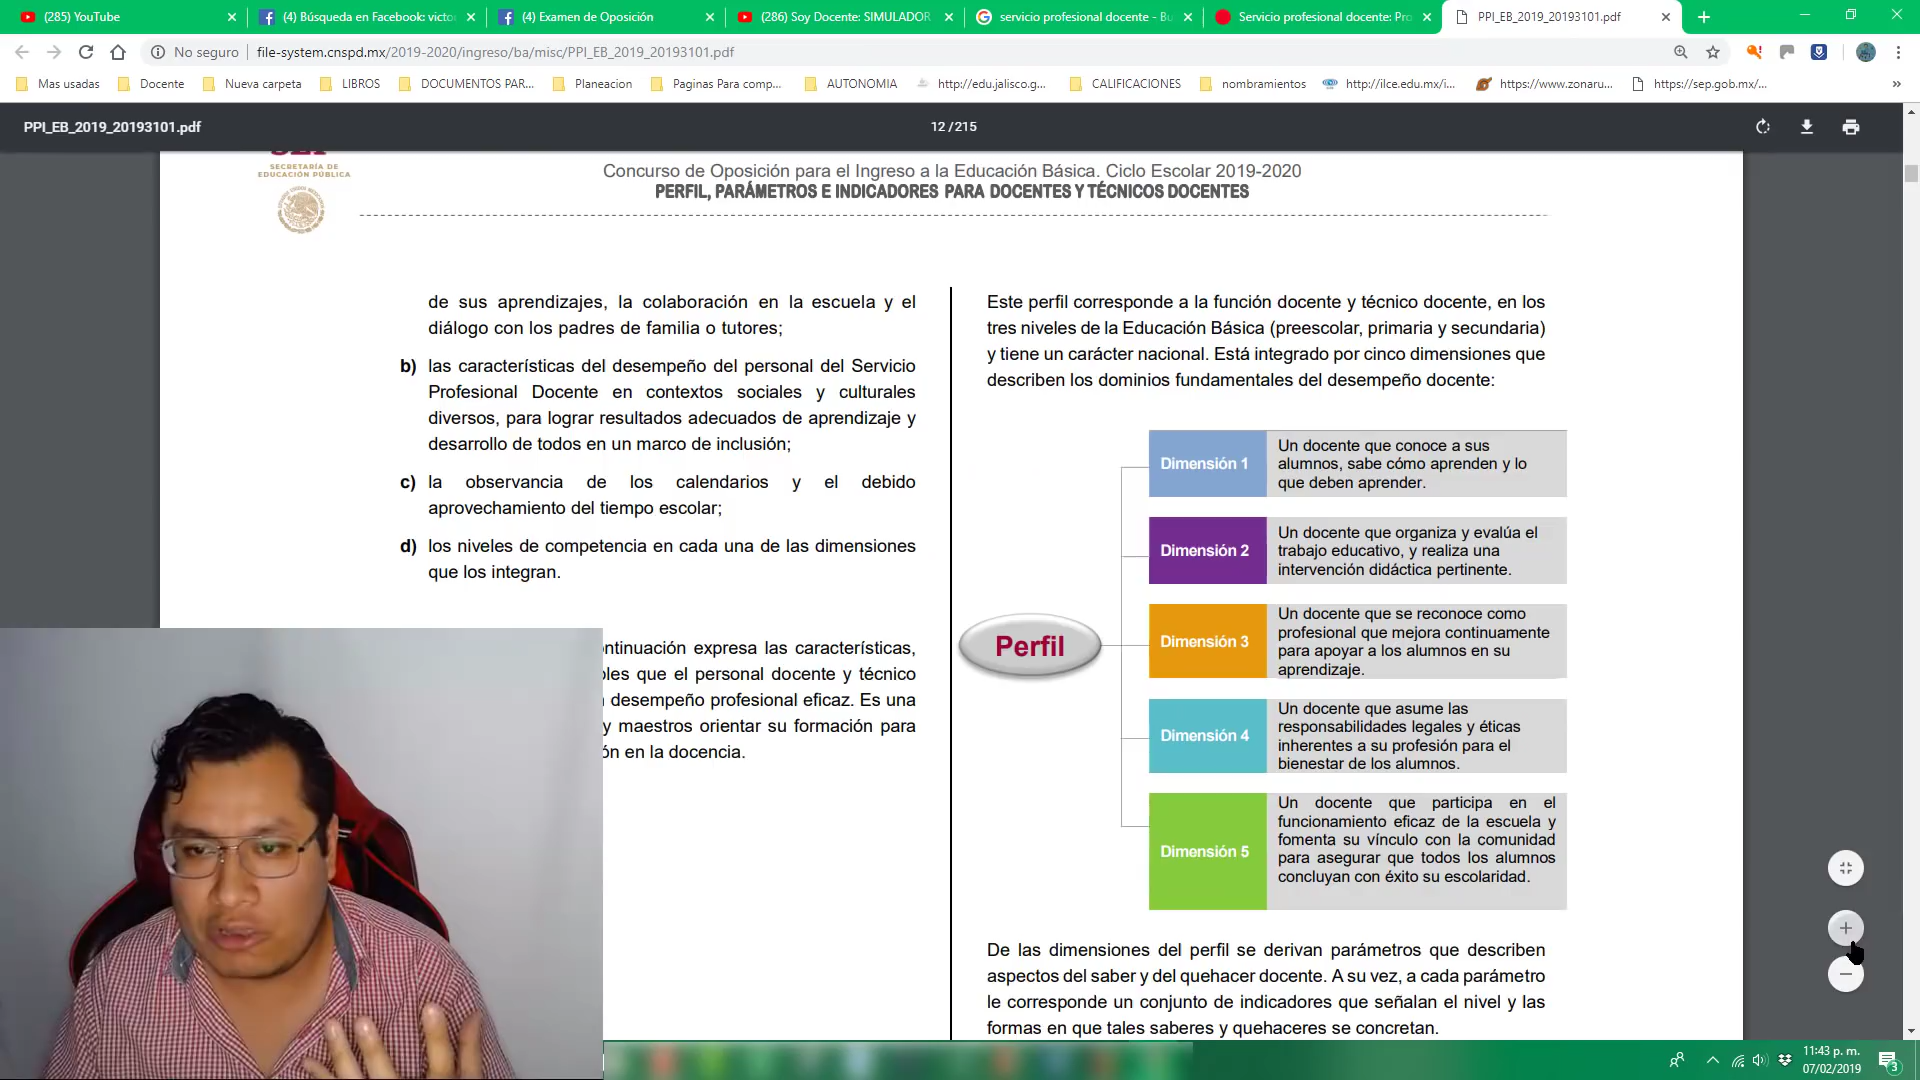 (285) YouTube
(4) Búsqueda en Facebook: victo
(4) Examen de Oposición
(286) Soy Docente: SIMULADOR
servicio profesional docente - Bu
Servicio profesional docente: Pro
PPI_EB_2019_20193101.pdf
No seguro
file-system.cnspd.mx/2019-2020/ingreso/ba/misc/PPI_EB_2019_20193101.pdf
Mas usadas
Docente
Nueva carpeta
LIBROS
DOCUMENTOS PAR...
Planeacion
Paginas Para comp...
AUTONOMIA
http://edu.jalisco.g...
CALIFICACIONES
nombramientos
http://ilce.edu.mx/i...
https://www.zonaru...
https://sep.gob.mx/...
PPI_EB_2019_20193101.pdf
12 / 215
SECRETARÍA DE
EDUCACIÓN PÚBLICA
Concurso de Oposición para el Ingreso a la Educación Básica. Ciclo Escolar 2019-2020
PERFIL, PARÁMETROS E INDICADORES PARA DOCENTES Y TÉCNICOS DOCENTES
de sus aprendizajes, la colaboración en la escuela y el
diálogo con los padres de familia o tutores;
b) las características del desempeño del personal del Servicio
Profesional Docente en contextos sociales y culturales
diversos, para lograr resultados adecuados de aprendizaje y
desarrollo de todos en un marco de inclusión;
c) la observancia de los calendarios y el debido
aprovechamiento del tiempo escolar;
d) los niveles de competencia en cada una de las dimensiones
que los integran.
ntinuación expresa las características,
les que el personal docente y técnico
desempeño profesional eficaz. Es una
y maestros orientar su formación para
ón en la docencia.
Este perfil corresponde a la función docente y técnico docente, en los
tres niveles de la Educación Básica (preescolar, primaria y secundaria)
y tiene un carácter nacional. Está integrado por cinco dimensiones que
describen los dominios fundamentales del desempeño docente:
Perfil
Dimensión 1
Un docente que conoce a sus
alumnos, sabe cómo aprenden y lo
que deben aprender.
Dimensión 2
Un docente que organiza y evalúa el
trabajo educativo, y realiza una
intervención didáctica pertinente.
Dimensión 3
Un docente que se reconoce como
profesional que mejora continuamente
para apoyar a los alumnos en su
aprendizaje.
Dimensión 4
Un docente que asume las
responsabilidades legales y éticas
inherentes a su profesión para el
bienestar de los alumnos.
Dimensión 5
Un docente que participa en el
funcionamiento eficaz de la escuela y
fomenta su vínculo con la comunidad
para asegurar que todos los alumnos
concluyan con éxito su escolaridad.
De las dimensiones del perfil se derivan parámetros que describen
aspectos del saber y del quehacer docente. A su vez, a cada parámetro
le corresponde un conjunto de indicadores que señalan el nivel y las
formas en que tales saberes y quehaceres se concretan.
11:43 p. m.
07/02/2019
3